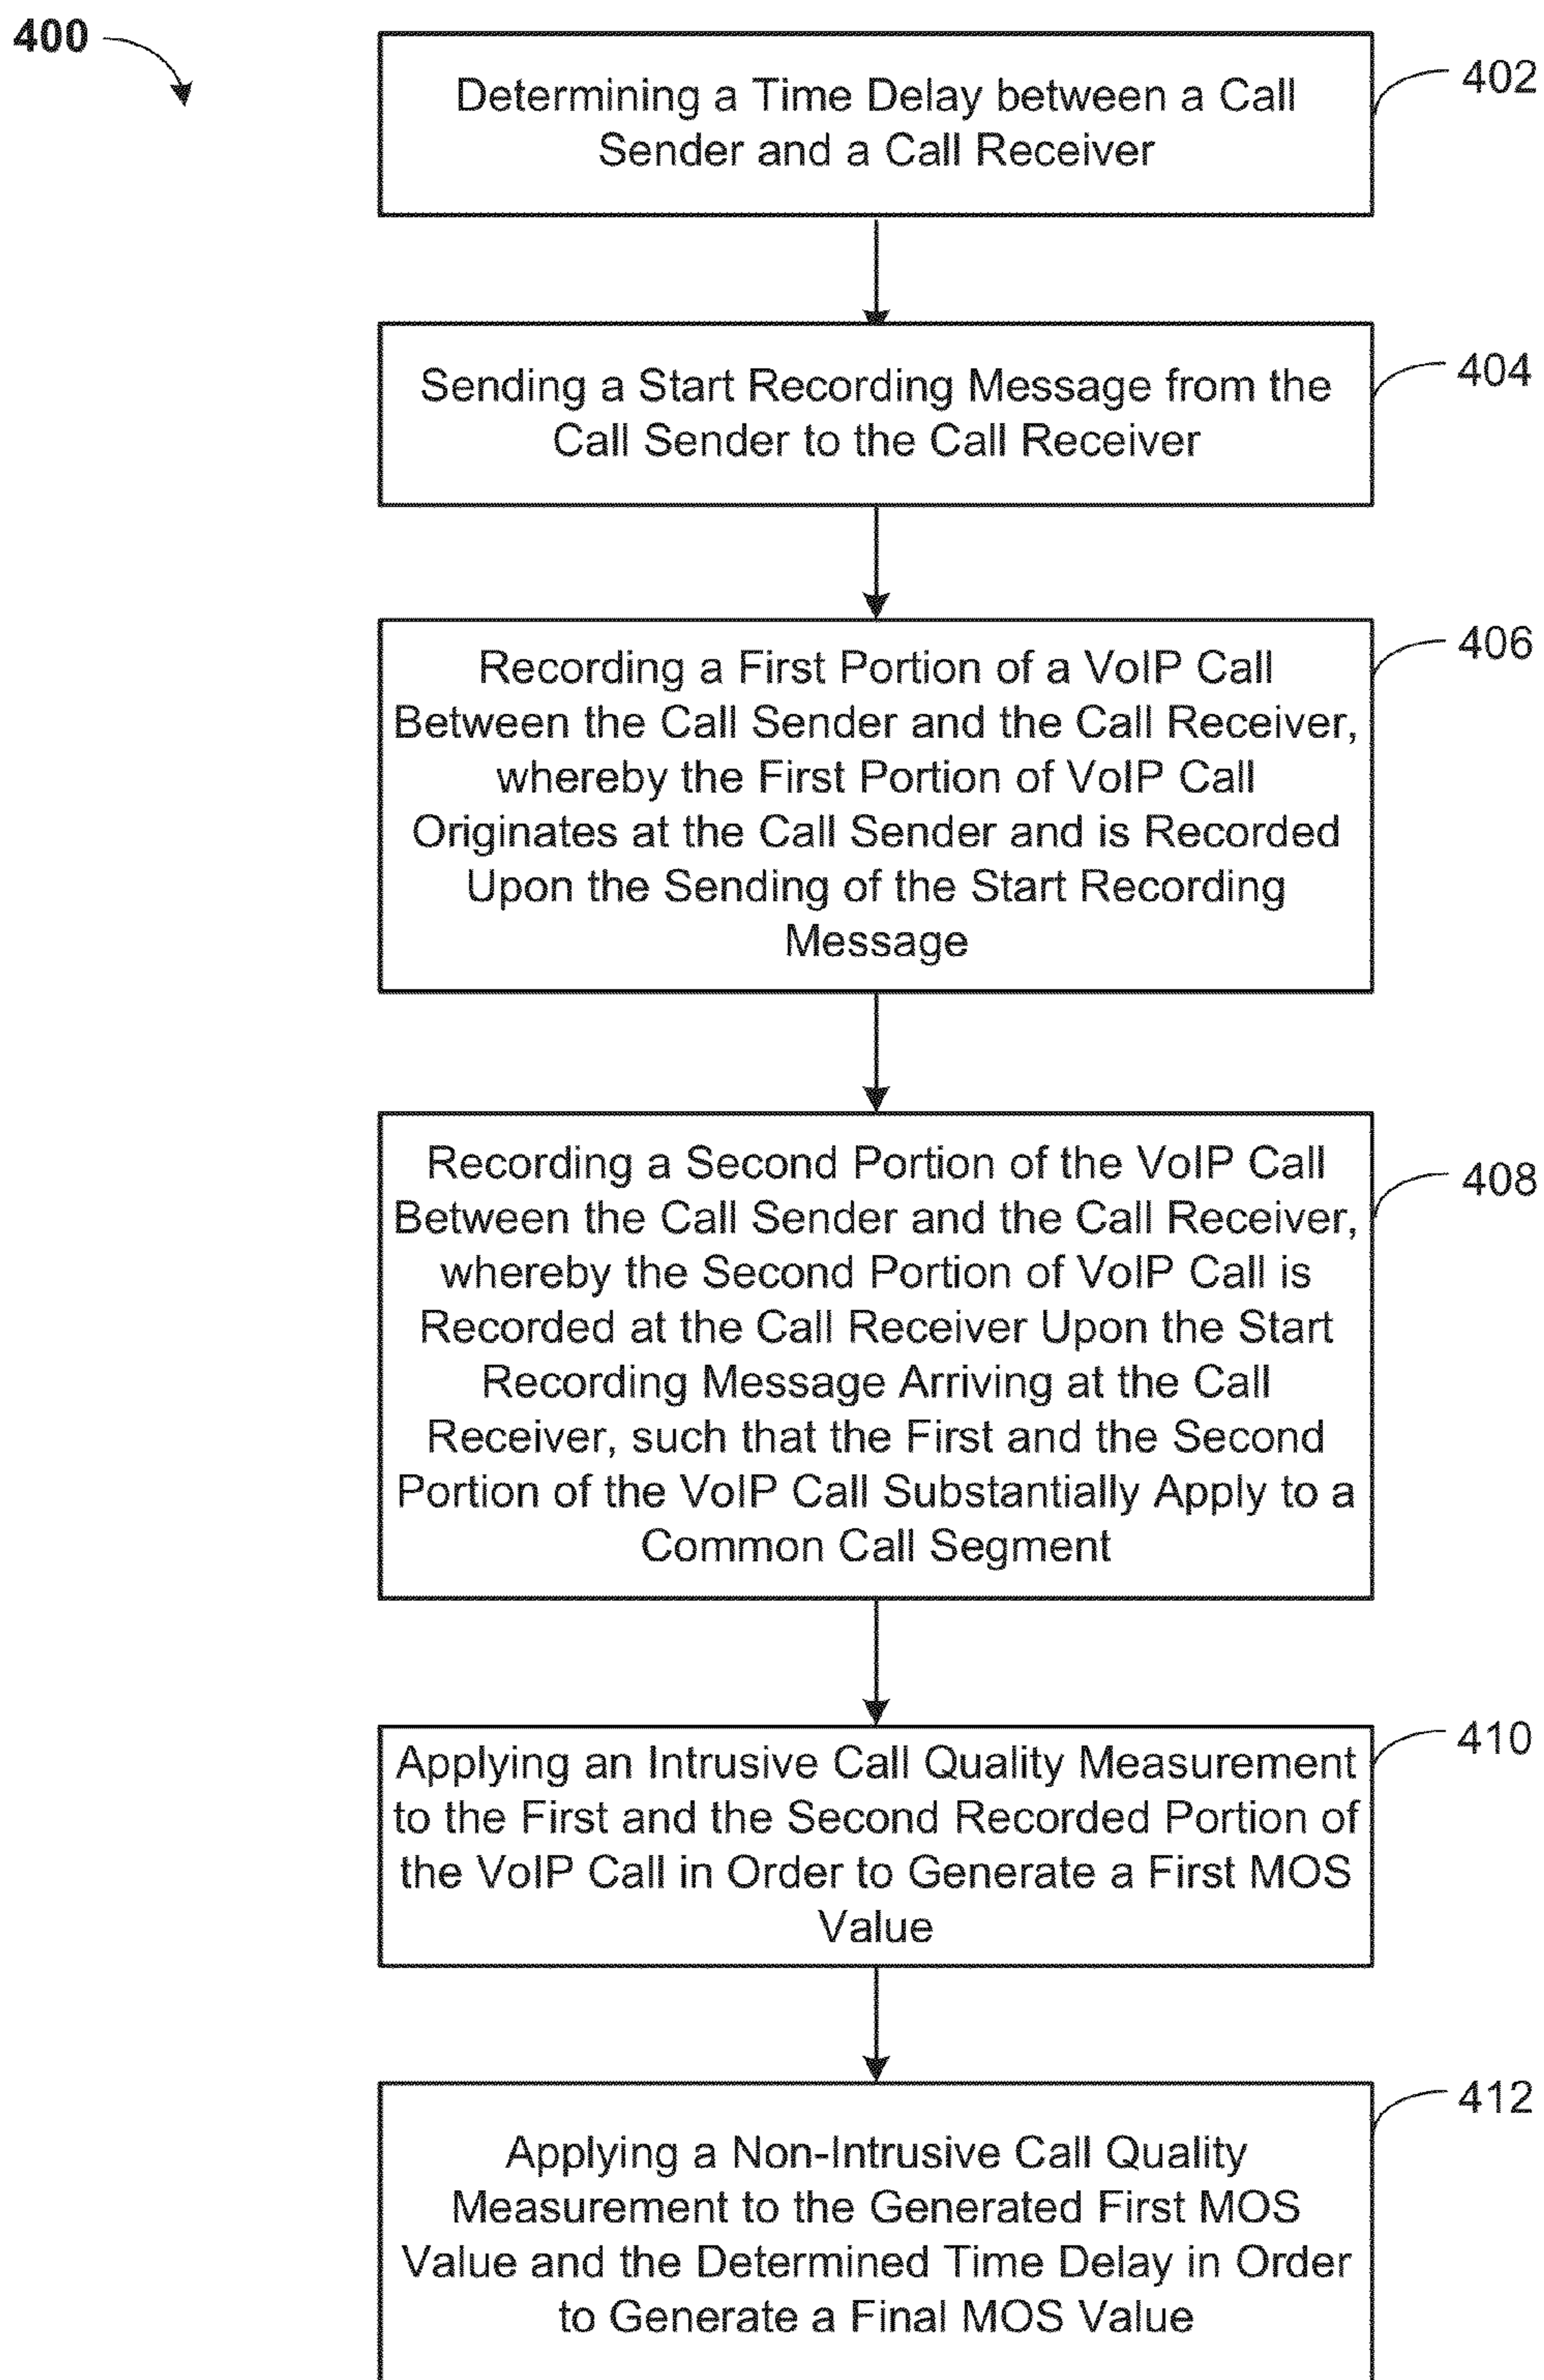 400
Determining a Time Delay between a Call
Sender and a Call Receiver
402
Sending a Start Recording Message from the
Call Sender to the Call Receiver
404
Recording a First Portion of a VoIP Call
Between the Call Sender and the Call Receiver,
whereby the First Portion of VoIP Call
Originates at the Call Sender and is Recorded
Upon the Sending of the Start Recording
Message
406
Recording a Second Portion of the VoIP Call
Between the Call Sender and the Call Receiver,
whereby the Second Portion of VoIP Call is
Recorded at the Call Receiver Upon the Start
Recording Message Arriving at the Call
Receiver, such that the First and the Second
Portion of the VoIP Call Substantially Apply to a
Common Call Segment
408
Applying an Intrusive Call Quality Measurement
to the First and the Second Recorded Portion of
the VoIP Call in Order to Generate a First MOS
Value
410
Applying a Non-Intrusive Call Quality
Measurement to the Generated First MOS
Value and the Determined Time Delay in Order
to Generate a Final MOS Value
412